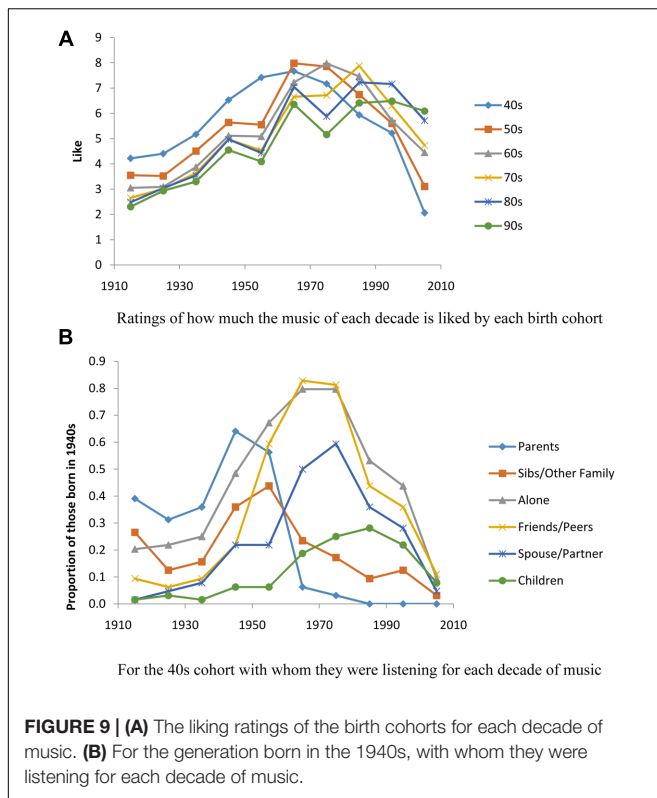 A
9
8
7
6
5
4
3
2
1
0
Like
1910 1930 1950 1970 1990 2010
40s
50s
60s
70s
80s
90s
Ratings of how much the music of each decade is liked by each birth cohort
B
0.9
0.8
0.7
0.6
0.5
0.4
0.3
0.2
0.1
0.0
Proportion of those born in 1940s
1910 1930 1950 1970 1990 2010
Parents
Sibs/Other Family
Alone
Friends/Peers
Spouse/Partner
Children
For the 40s cohort with whom they were listening for each decade of music
FIGURE 9 | (A) The liking ratings of the birth cohorts for each decade of
music. (B) For the generation born in the 1940s, with whom they were
listening for each decade of music.